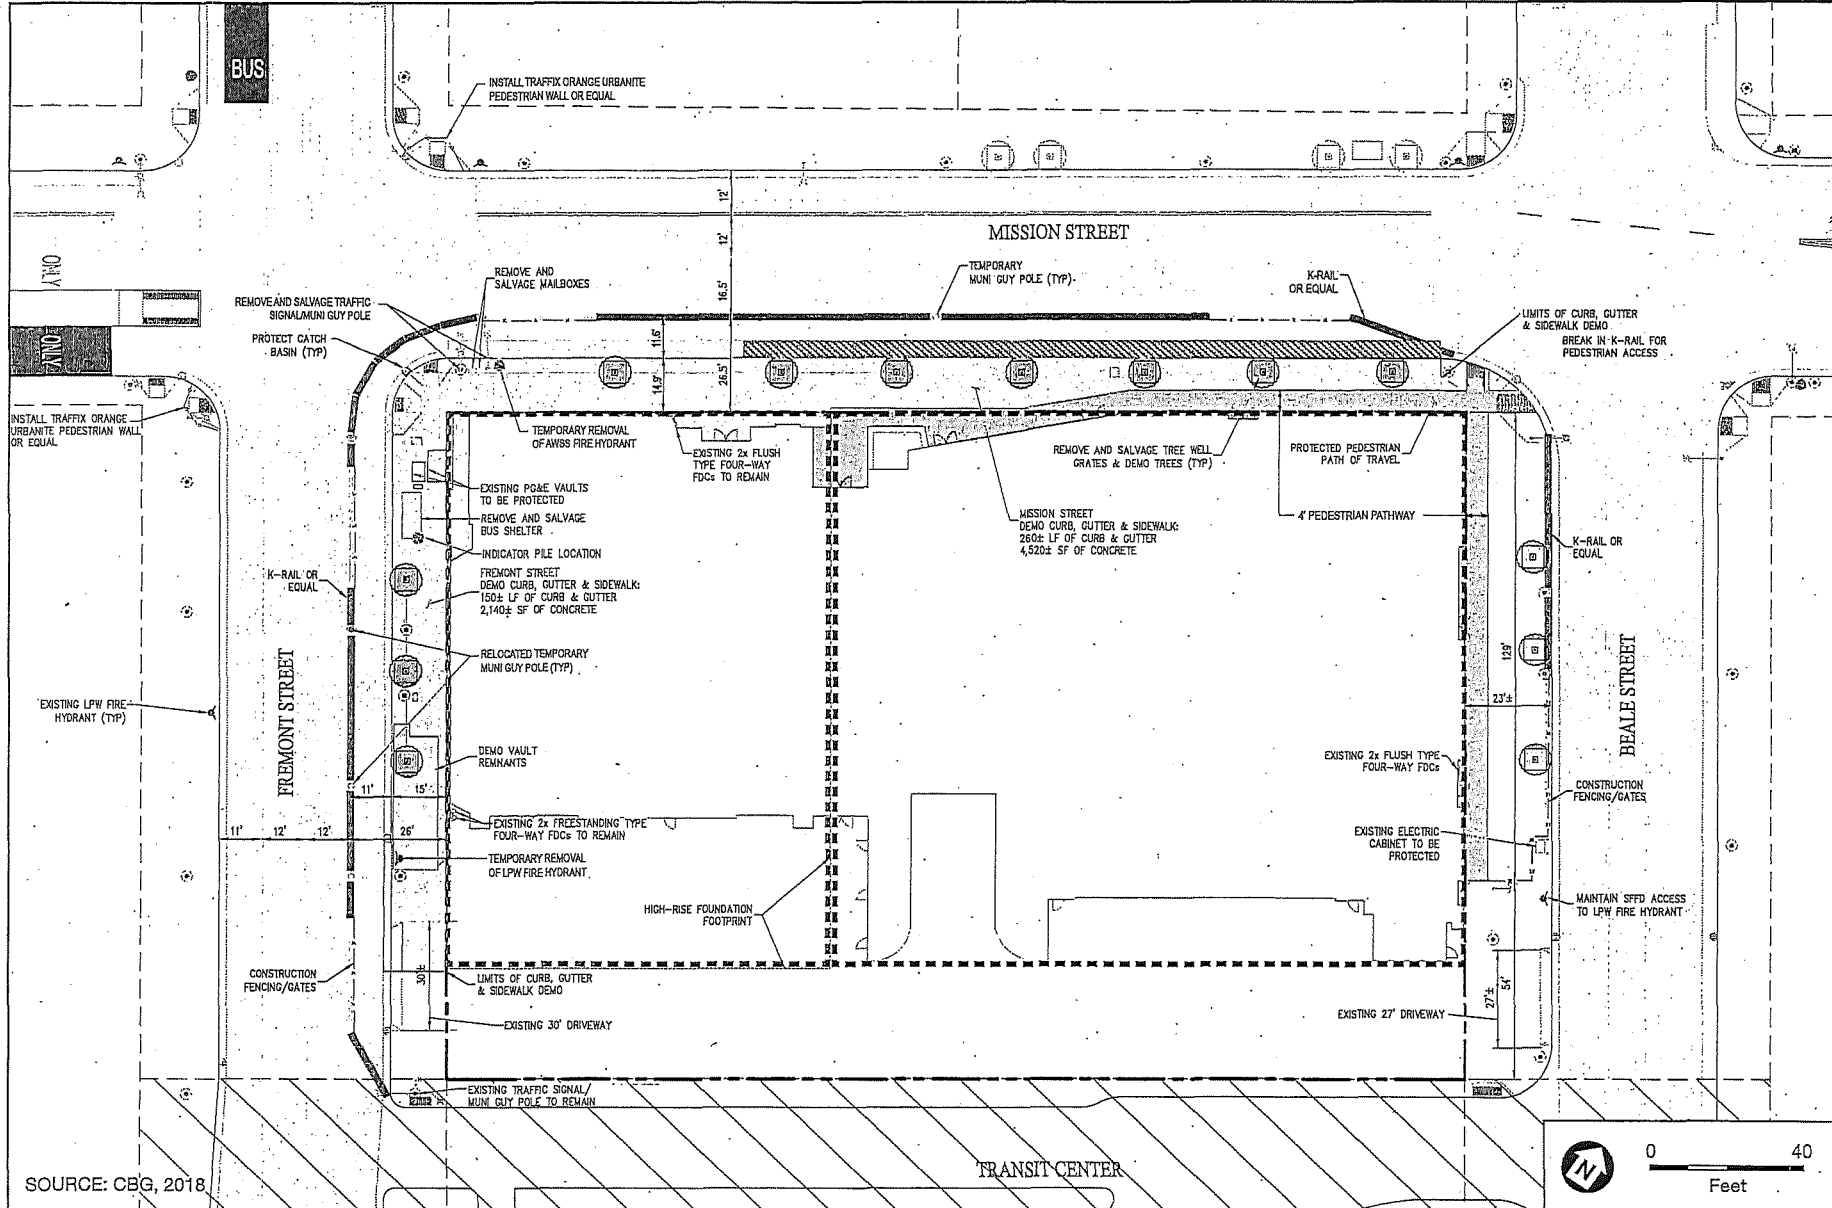 BUS
INSTALL TRAFFIX ORANGE URBANITE
PEDESTRIAN WALL OR EQUAL
12'
12'
16.5'
MISSION STREET
ONLY
ONLY
REMOVE AND
SALVAGE MAILBOXES
TEMPORARY
MUNI GUY POLE (TYP)
K-RAIL
OR EQUAL
REMOVE AND SALVAGE TRAFFIC
SIGNAL/MUNI GUY POLE
PROTECT CATCH
BASIN (TYP)
LIMITS OF CURB, GUTTER
& SIDEWALK DEMO
BREAK IN K-RAIL FOR
PEDESTRIAN ACCESS
11.6'
14.9'
26.5'
INSTALL TRAFFIX ORANGE
URBANITE PEDESTRIAN WALL
OR EQUAL
TEMPORARY REMOVAL
OF AWSS FIRE HYDRANT
EXISTING 2x FLUSH
TYPE FOUR-WAY
FDCs TO REMAIN
REMOVE AND SALVAGE TREE WELL
GRATES & DEMO TREES (TYP)
PROTECTED PEDESTRIAN
PATH OF TRAVEL
EXISTING PG&E VAULTS
TO BE PROTECTED
REMOVE AND SALVAGE
BUS SHELTER
INDICATOR PILE LOCATION
MISSION STREET
DEMO CURB, GUTTER & SIDEWALK:
260± LF OF CURB & GUTTER
4,520± SF OF CONCRETE
4' PEDESTRIAN PATHWAY
K-RAIL OR
EQUAL
K-RAIL OR
EQUAL
FREMONT STREET
DEMO CURB, GUTTER & SIDEWALK:
150± LF OF CURB & GUTTER
2,140± SF OF CONCRETE
RELOCATED TEMPORARY
MUNI GUY POLE (TYP)
FREMONT STREET
BEALE STREET
129'
23'±
EXISTING LPW FIRE
HYDRANT (TYP)
DEMO VAULT
REMNANTS
EXISTING 2x FLUSH TYPE
FOUR-WAY FDCs
11'
15'
CONSTRUCTION
FENCING/GATES
11'
12'
12'
26'
EXISTING 2x FREESTANDING TYPE
FOUR-WAY FDCs TO REMAIN
EXISTING ELECTRIC
CABINET TO BE
PROTECTED
TEMPORARY REMOVAL
OF LPW FIRE HYDRANT
HIGH-RISE FOUNDATION
FOOTPRINT
MAINTAIN SFFD ACCESS
TO LPW FIRE HYDRANT
CONSTRUCTION
FENCING/GATES
30'±
LIMITS OF CURB, GUTTER
& SIDEWALK DEMO
27'±
54'
EXISTING 30' DRIVEWAY
EXISTING 27' DRIVEWAY
EXISTING TRAFFIC SIGNAL/
MUNI GUY POLE TO REMAIN
TRANSIT CENTER
SOURCE: CBG, 2018
N
0 40
Feet